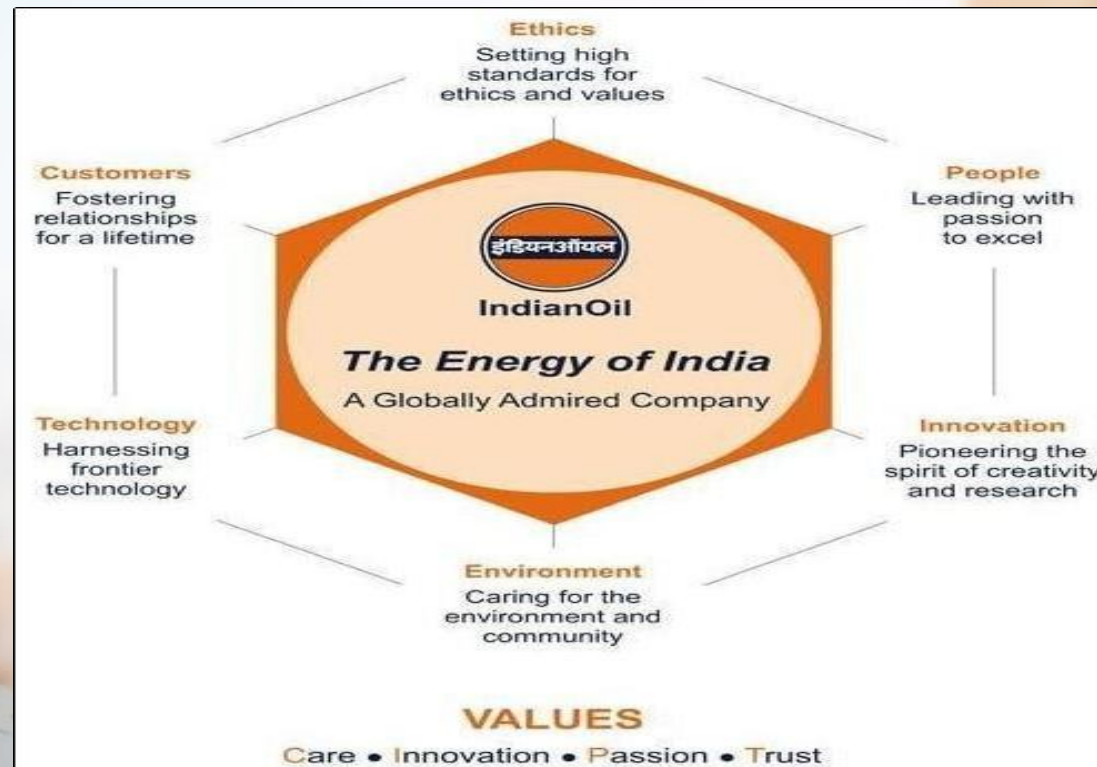 Ethics
Setting high
standards for
ethics and values
Customers
Fostering
relationships
for a lifetime
People
Leading with
passion
to excel
इंडियनऑयल
IndianOil
The Energy of India
A Globally Admired Company
Technology
Harnessing
frontier
technology
Innovation
Pioneering the
spirit of creativity
and research
Environment
Caring for the
environment and
community
VALUES
Care • Innovation • Passion • Trust